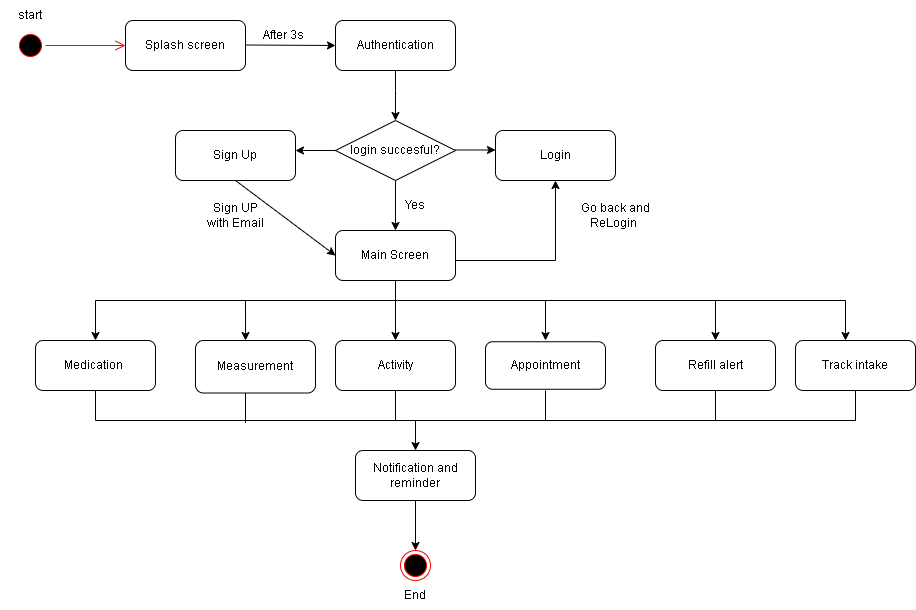 start
Splash screen
After 3s
Authentication
Sign Up
login succesful?
Login
Sign UP
with Email
Yes
Go back and
ReLogin
Main Screen
Medication
Measurement
Activity
Appointment
Refill alert
Track intake
Notification and
reminder
End